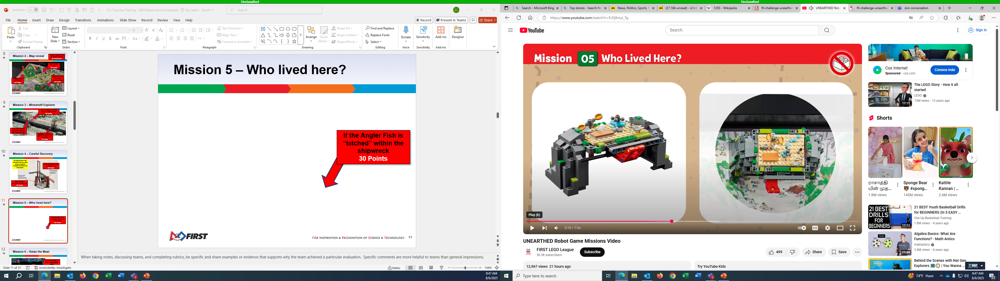 Unclassified
Unclassified
AutoSave
On
FLL Coaches Training - 2025 Robot Game Unearthed
No Label • Saved
Search
CJ
File
Home
Insert
Draw
Design
Transitions
Animations
Slide Show
Record
Review
View
Help
Record
Present in Teams
Share
Paste
Cut
Copy
Format Painter
Clipboard
New Slide
Layout
Reset
Section
Slides
36
Font
Text Direction
Align Text
Convert to SmartArt
Paragraph
Arrange
Quick Styles
Shape Fill
Shape Outline
Shape Effects
Drawing
Find and Replace
Replace Fonts
Select
Editing
Dictate
Voice
Sensitivity
Sensitivity
Add-ins
Add-ins
Designer
8
Mission 2 – Map reveal
9
Mission 3 – Mineshaft Explorer
10
Mission 4 – Careful Recovery
Precious Artifact
Support Structures
11
Mission 5 – Who lived here?
12
Mission 6 – Raise the Mast
Mission 5 – Who lived here?
If the Angler Fish is
“latched” within the
shipwreck
30 Points
FIRST
FOR INSPIRATION & RECOGNITION OF SCIENCE & TECHNOLOGY
11
When taking notes, discussing teams, and completing rubrics, be specific and share examples or evidence that supports why the team achieved a particular evaluation.  Specific comments are more helpful to teams than general impressions.
Slide 11 of 31
Accessibility: Investigate
Notes
104%
8:47 AM
8/6/2025
Search - Microsoft Bing
Top stories - Search Ne
News, Politics, Sports,
(27,184 unread) - is1c
1293 - Wikipedia
fll-challenge-unearthed
UNEARTHED Rob
fll-challenge-unearthed
Join conversation
https://www.youtube.com/watch?v=ErDj8myI_Tg
YouTube
Search
Sign in
Mission 05 Who Lived Here?
Play (k)
3:19 / 7:35
UNEARTHED Robot Game Missions Video
FIRST LEGO League
50.3K subscribers
Subscribe
499
Share
Save
12,967 views  21 hours ago
Try YouTube Kids
Cox Internet
Sponsored • cox.com
Conoce más
The LEGO Story - How it all
started
LEGO
73M views • 12 years ago
17:11
Shorts
ராசாத்தி
யின் முத...
1.8M views
Sponge Bear
🐻 #spong...
145M views
Kattile
Kannan | ...
2.6M views
21 BEST
DRILLS
FOR
BEGINNERS
17:11
21 BEST Youth Basketball Drills
for BEGINNERS (In 5 EASY ...
One Up Basketball Training
1.8M views • 4 years ago
11:34
Algebra Basics: What Are
Functions? - Math Antics
mathantics
3.4M views • 8 years ago
Behind the Scenes with Nat Geo
Explorers | You Wanna ...
NAVY
Type here to search
74°F Haze
8:47 AM
8/6/2025
22